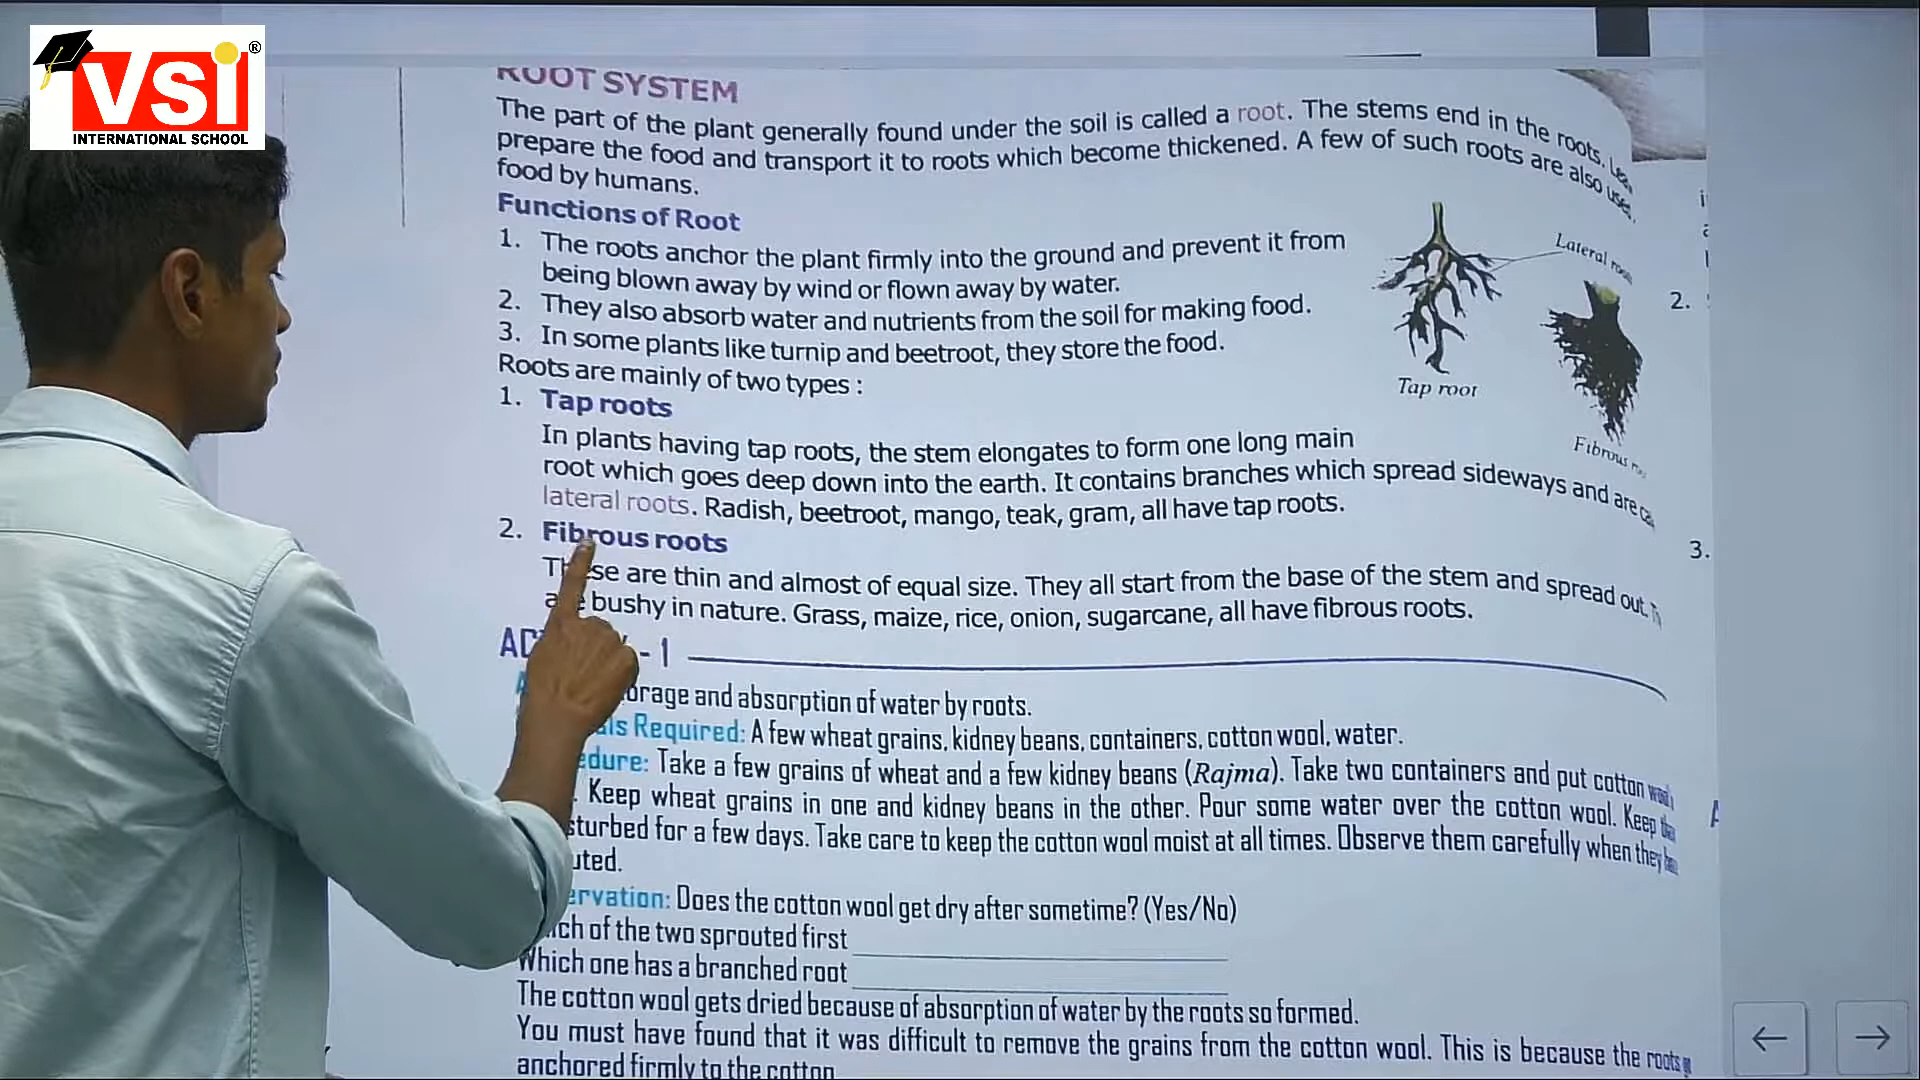 VSI ®
INTERNATIONAL SCHOOL
ROOT SYSTEM
The part of the plant generally found under the soil is called a root. The stems end in the roots.
prepare the food and transport it to roots which become thickened. A few of such roots are also
food by humans.
Functions of Root
1. The roots anchor the plant firmly into the ground and prevent it from
being blown away by wind or flown away by water.
2. They also absorb water and nutrients from the soil for making food.
3. In some plants like turnip and beetroot, they store the food.
Roots are mainly of two types :
Lateral
Tap root
Fibrous
1. Tap roots
In plants having tap roots, the stem elongates to form one long main
root which goes deep down into the earth. It contains branches which spread sideways and are
lateral roots. Radish, beetroot, mango, teak, gram, all have tap roots.
2. Fibrous roots
These are thin and almost of equal size. They all start from the base of the stem and spread out.
are bushy in nature. Grass, maize, rice, onion, sugarcane, all have fibrous roots.
- 1
and absorption of water by roots.
Required: A few wheat grains, kidney beans, containers, cotton wool, water.
Take a few grains of wheat and a few kidney beans (Rajma). Take two containers and put cotton
Keep wheat grains in one and kidney beans in the other. Pour some water over the cotton wool. Keep
for a few days. Take care to keep the cotton wool moist at all times. Observe them carefully when they
Does the cotton wool get dry after sometime? (Yes/No)
of the two sprouted first
Which one has a branched root
The cotton wool gets dried because of absorption of water by the roots so formed.
You must have found that it was difficult to remove the grains from the cotton wool. This is because the roots
anchored firmly to the cotton
2.
3.